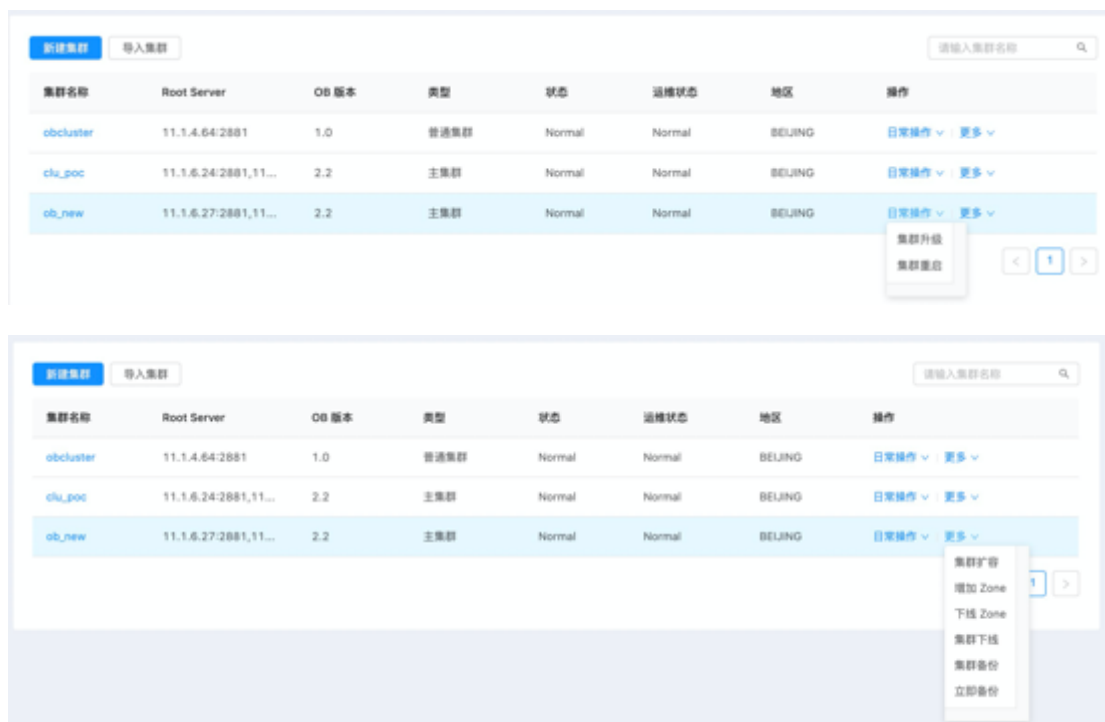 新建集群 导入集群 请输入集群名称
集群名称 Root Server OB 版本 类型 状态 运维状态 地区 操作
obcluster 11.1.4.64:2881 1.0 普通集群 Normal Normal BEIJING 日常操作 更多
clu_poc 11.1.6.24:2881,11... 2.2 主集群 Normal Normal BEIJING 日常操作 更多
ob_new 11.1.6.27:2881,11... 2.2 主集群 Normal Normal BEIJING 日常操作 更多
集群升级
集群重启
< 1 >
新建集群 导入集群 请输入集群名称
集群名称 Root Server OB 版本 类型 状态 运维状态 地区 操作
obcluster 11.1.4.64:2881 1.0 普通集群 Normal Normal BEIJING 日常操作 更多
clu_poc 11.1.6.24:2881,11... 2.2 主集群 Normal Normal BEIJING 日常操作 更多
ob_new 11.1.6.27:2881,11... 2.2 主集群 Normal Normal BEIJING 日常操作 更多
集群扩容
1 >
增加 Zone
下线 Zone
集群下线
集群备份
立即备份